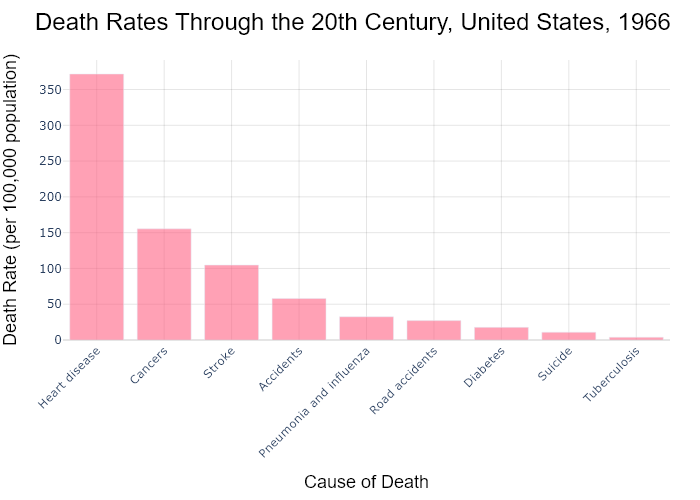 Death Rates Through the 20th Century, United States, 1966
Death Rate (per 100,000 population)
350
300
250
200
150
100
50
0
Heart disease
Cancers
Stroke
Accidents
Pneumonia and influenza
Road accidents
Diabetes
Suicide
Tuberculosis
Cause of Death